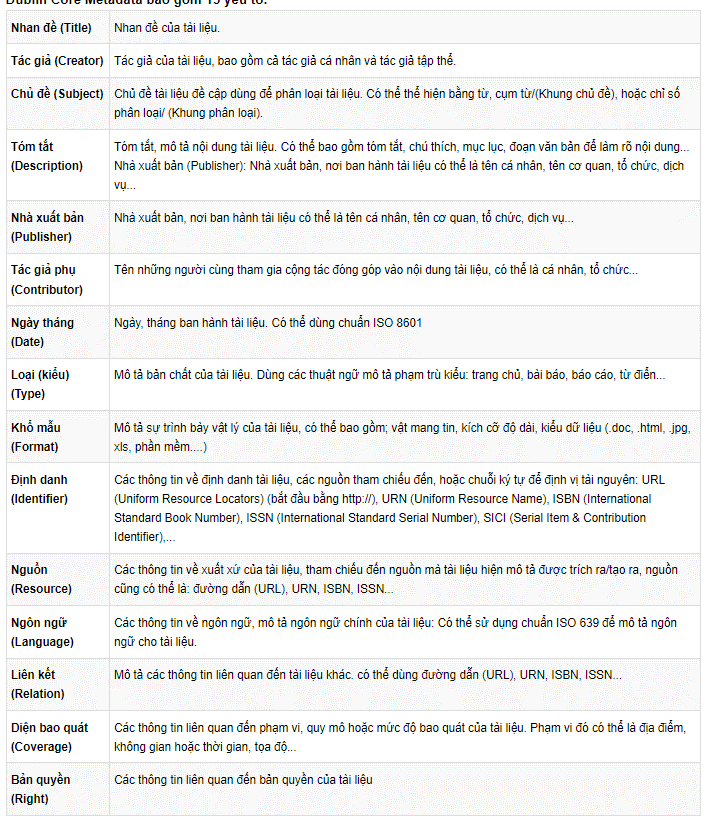 Dublin Core Metadata bao gồm 15 yếu tố:
Nhan đề (Title) Nhan đề của tài liệu.
Tác giả (Creator) Tác giả của tài liệu, bao gồm cả tác giả cá nhân và tác giả tập thể.
Chủ đề (Subject) Chủ đề tài liệu đề cập dùng để phân loại tài liệu. Có thể thể hiện bằng từ, cụm từ/(Khung chủ đề), hoặc chỉ số
phân loại/ (Khung phân loại).
Tóm tắt
(Description)
Tóm tắt, mô tả nội dung tài liệu. Có thể bao gồm tóm tắt, chú thích, mục lục, đoạn văn bản để làm rõ nội dung...
Nhà xuất bản (Publisher): Nhà xuất bản, nơi ban hành tài liệu có thể là tên cá nhân, tên cơ quan, tổ chức, dịch
vụ...
Nhà xuất bản
(Publisher)
Nhà xuất bản, nơi ban hành tài liệu có thể là tên cá nhân, tên cơ quan, tổ chức, dịch vụ...
Tác giả phụ
(Contributor)
Tên những người cùng tham gia cộng tác đóng góp vào nội dung tài liệu, có thể là cá nhân, tổ chức...
Ngày tháng
(Date)
Ngày, tháng ban hành tài liệu. Có thể dùng chuẩn ISO 8601
Loại (kiểu)
(Type)
Mô tả bản chất của tài liệu. Dùng các thuật ngữ mô tả phạm trù kiểu: trang chủ, bài báo, báo cáo, từ điển...
Khổ mẫu
(Format)
Mô tả sự trình bày vật lý của tài liệu, có thể bao gồm; vật mang tin, kích cỡ độ dài, kiểu dữ liệu (.doc, .html, .jpg,
xls, phần mềm....)
Định danh
(Identifier)
Các thông tin về định danh tài liệu, các nguồn tham chiếu đến, hoặc chuỗi ký tự để định vị tài nguyên: URL
(Uniform Resource Locators) (bắt đầu bằng http://), URN (Uniform Resource Name), ISBN (International
Standard Book Number), ISSN (International Standard Serial Number), SICI (Serial Item & Contribution
Identifier),...
Nguồn
(Resource)
Các thông tin về xuất xứ của tài liệu, tham chiếu đến nguồn mà tài liệu hiện mô tả được trích ra/tạo ra, nguồn
cũng có thể là: đường dẫn (URL), URN, ISBN, ISSN...
Ngôn ngữ
(Language)
Các thông tin về ngôn ngữ, mô tả ngôn ngữ chính của tài liệu: Có thể sử dụng chuẩn ISO 639 để mô tả ngôn
ngữ cho tài liệu.
Liên kết
(Relation)
Mô tả các thông tin liên quan đến tài liệu khác. có thể dùng đường dẫn (URL), URN, ISBN, ISSN...
Diện bao quát
(Coverage)
Các thông tin liên quan đến phạm vi, quy mô hoặc mức độ bao quát của tài liệu. Phạm vi đó có thể là địa điểm,
không gian hoặc thời gian, tọa độ...
Bản quyền
(Right)
Các thông tin liên quan đến bản quyền của tài liệu